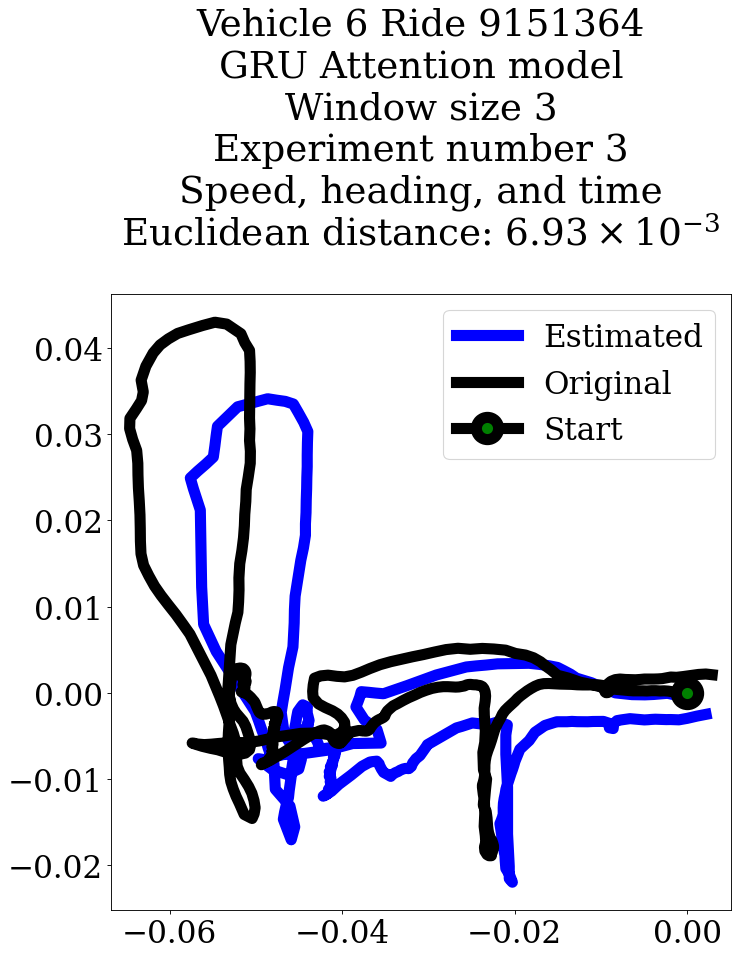 Vehicle 6 Ride 9151364
GRU Attention model
Window size 3
Experiment number 3
Speed, heading, and time
Euclidean distance: 6.93 × 10⁻³
Estimated
Original
Start
0.04
0.03
0.02
0.01
0.00
−0.01
−0.02
−0.06 −0.04 −0.02 0.00